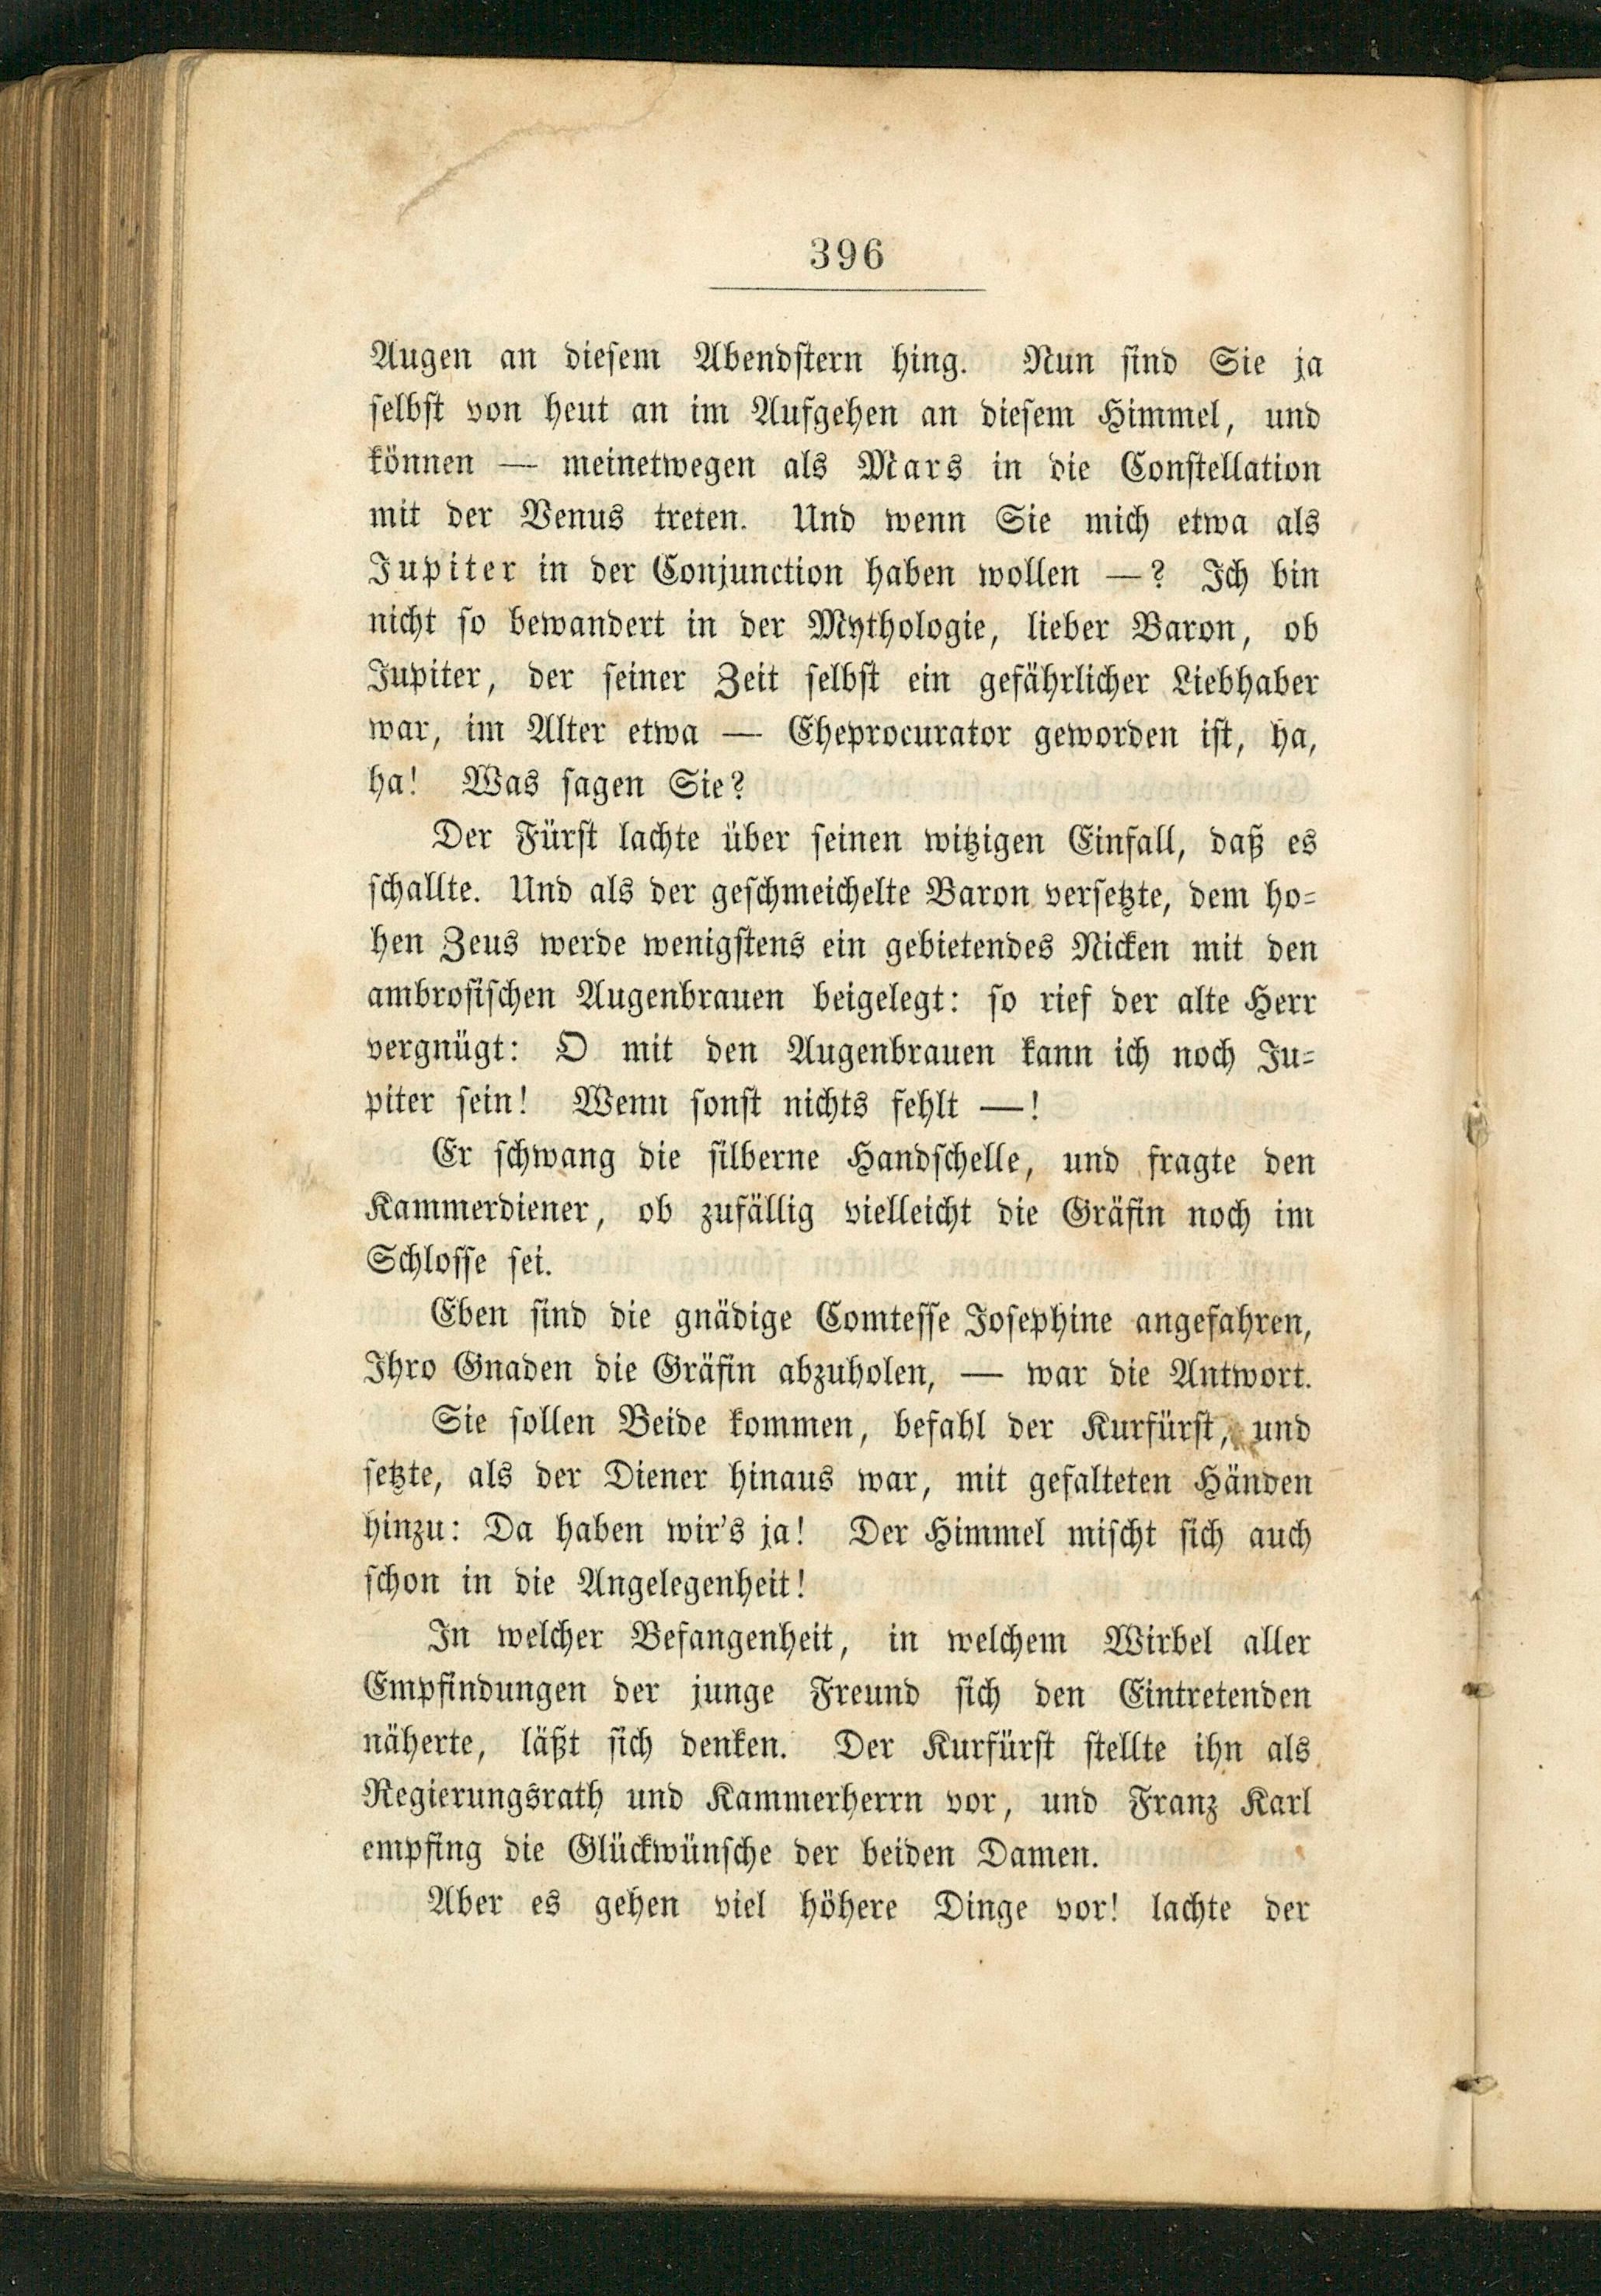 396
Augen an diesem Abendstern hing. Nun sind Sie ja
selbst von heut an im Aufgehen an diesem Himmel, und
können — meinetwegen als Mars in die Constellation
mit der Venus treten. Und wenn Sie mich etwa als
Jupiter in der Conjunction haben wollen —? Ich bin
nicht so bewandert in der Mythologie, lieber Baron, ob
Jupiter, der seiner Zeit selbst ein gefährlicher Liebhaber
war, im Alter etwa — Eheprocurator geworden ist, ha,
ha! Was sagen Sie?
Der Fürst lachte über seinen witzigen Einfall, daß es
schallte. Und als der geschmeichelte Baron versetzte, dem ho-
hen Zeus werde wenigstens ein gebietendes Nicken mit den
ambrosischen Augenbrauen beigelegt: so rief der alte Herr
vergnügt: O mit den Augenbrauen kann ich noch Ju-
piter sein! Wenn sonst nichts fehlt —!
Er schwang die silberne Handschelle, und fragte den
Kammerdiener, ob zufällig vielleicht die Gräfin noch im
Schlosse sei.
Eben sind die gnädige Comtesse Josephine angefahren,
Ihro Gnaden die Gräfin abzuholen, — war die Antwort.
Sie sollen Beide kommen, befahl der Kurfürst, und
setzte, als der Diener hinaus war, mit gefalteten Händen
hinzu: Da haben wir's ja! Der Himmel mischt sich auch
schon in die Angelegenheit!
In welcher Befangenheit, in welchem Wirbel aller
Empfindungen der junge Freund sich den Eintretenden
näherte, läßt sich denken. Der Kurfürst stellte ihn als
Regierungsrath und Kammerherrn vor, und Franz Karl
empfing die Glückwünsche der beiden Damen.
Aber es gehen viel höhere Dinge vor! lachte der